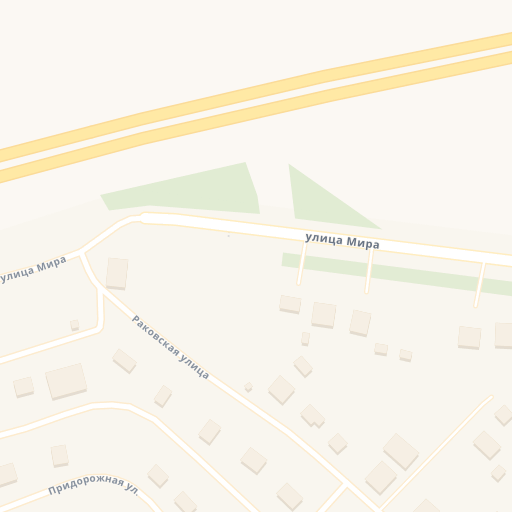 улица Мира
улица Мира
Раковская улица
Придорожная ул.